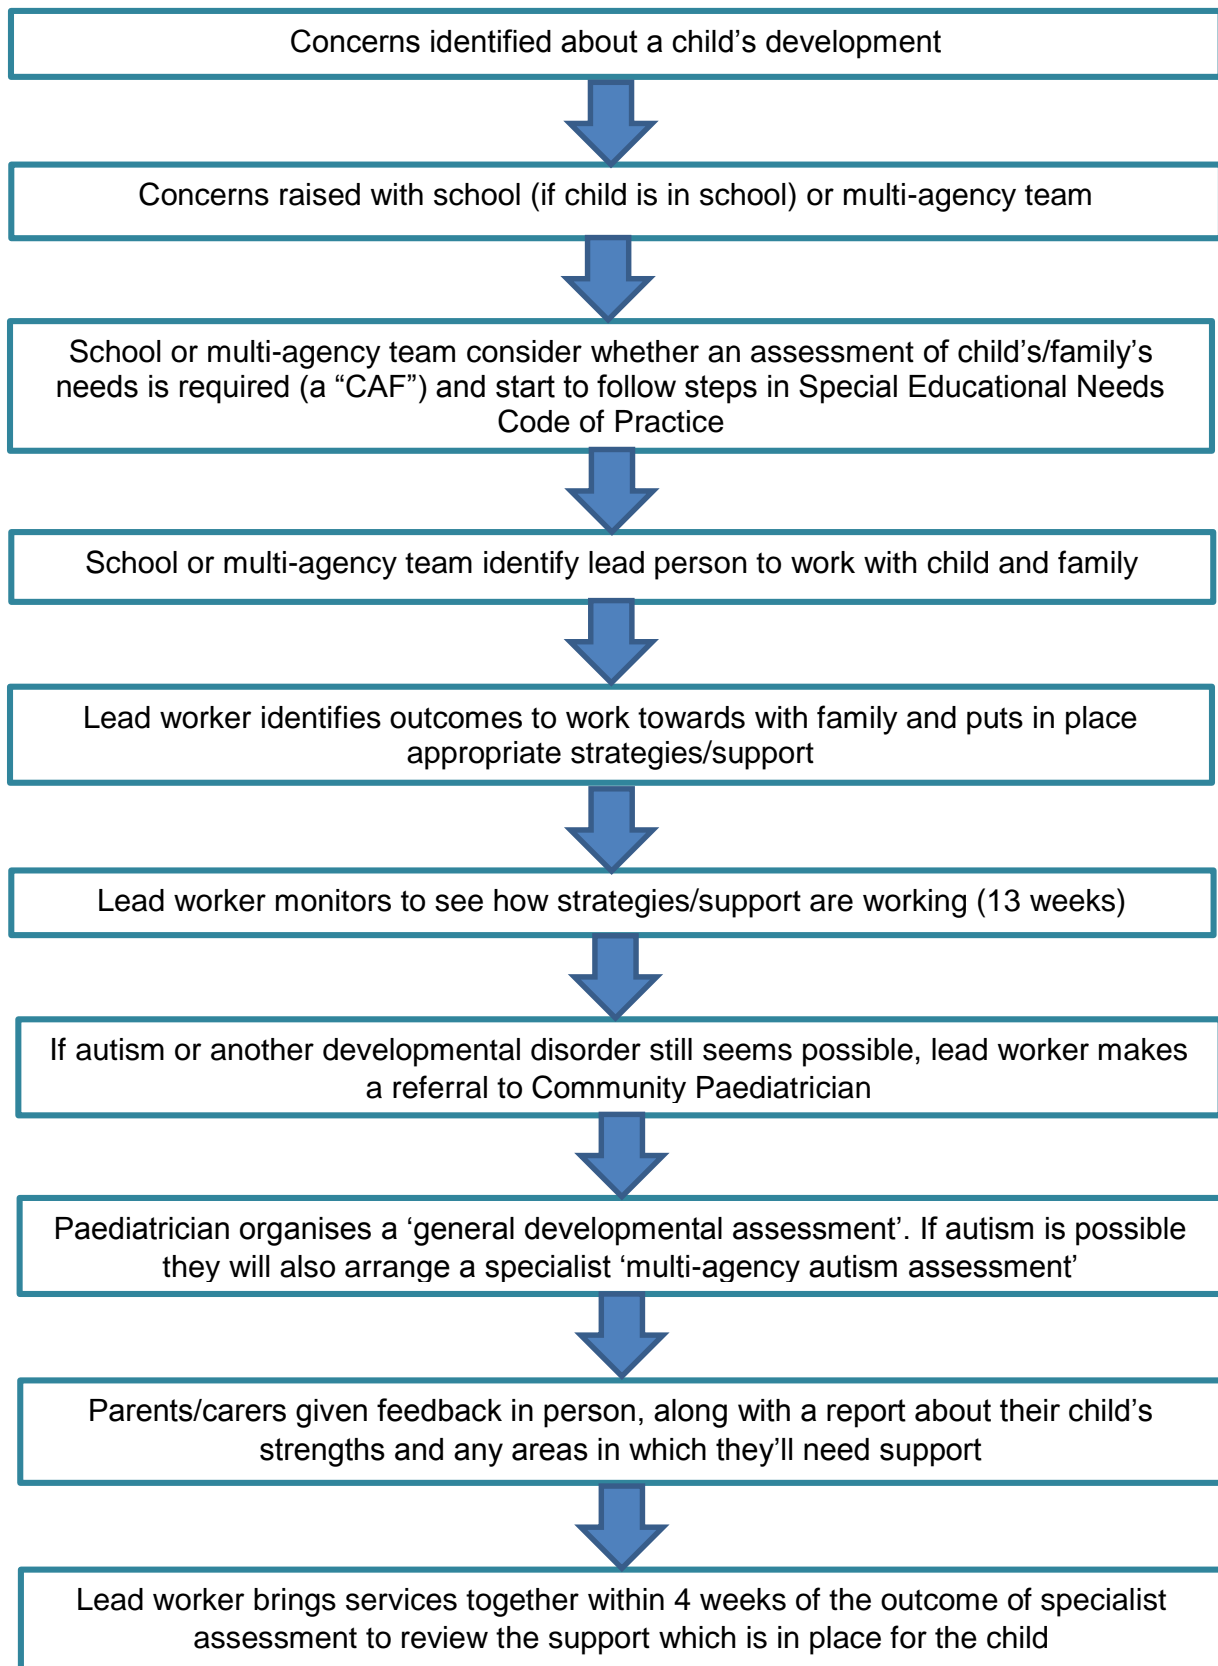 Concerns identified about a child’s development
Concerns raised with school (if child is in school) or multi-agency team
School or multi-agency team consider whether an assessment of child’s/family’s
needs is required (a “CAF”) and start to follow steps in Special Educational Needs
Code of Practice
School or multi-agency team identify lead person to work with child and family
Lead worker identifies outcomes to work towards with family and puts in place
appropriate strategies/support
Lead worker monitors to see how strategies/support are working (13 weeks)
If autism or another developmental disorder still seems possible, lead worker makes
a referral to Community Paediatrician
Paediatrician organises a ‘general developmental assessment’. If autism is possible
they will also arrange a specialist ‘multi-agency autism assessment’
Parents/carers given feedback in person, along with a report about their child’s
strengths and any areas in which they’ll need support
Lead worker brings services together within 4 weeks of the outcome of specialist
assessment to review the support which is in place for the child